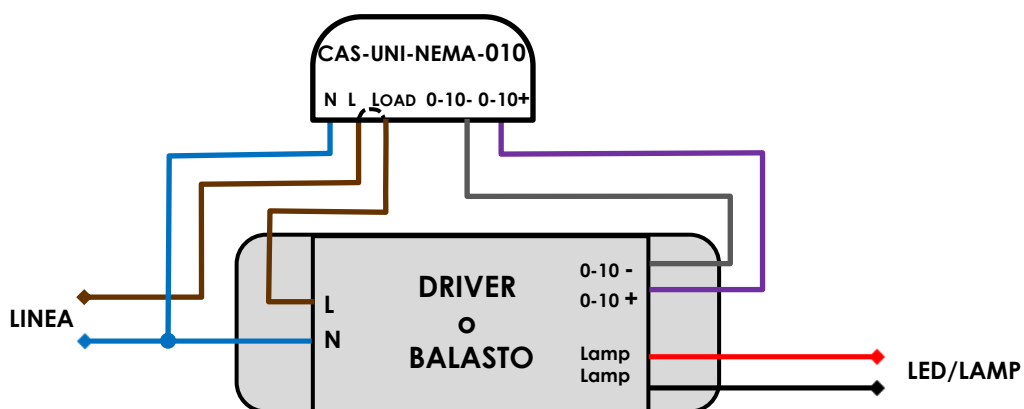 CAS-UNI-NEMA-010
N L LOAD 0-10- 0-10+
LINEA
L
N
DRIVER
o
BALASTO
0-10 -
0-10 +
Lamp
Lamp
LED/LAMP